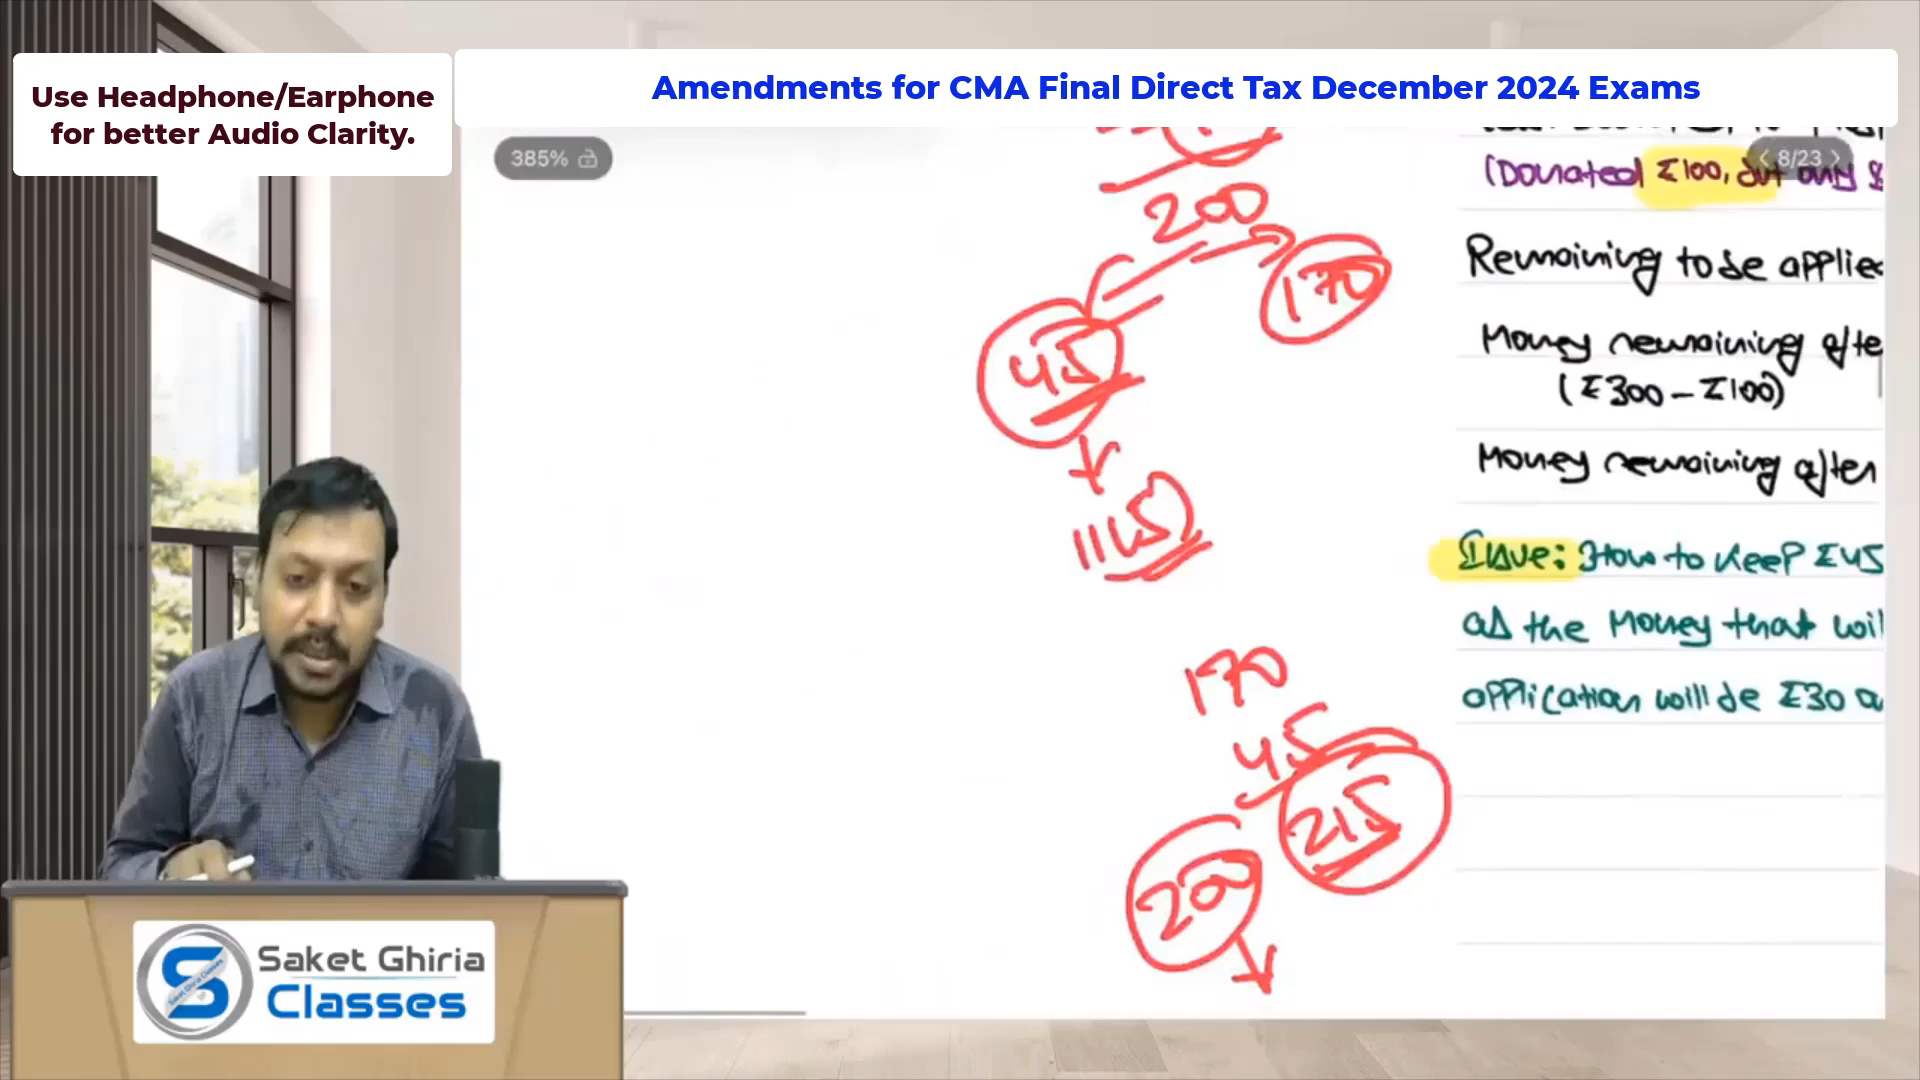 Use Headphone/Earphone
for better Audio Clarity.
Amendments for CMA Final Direct Tax December 2024 Exams
385%
8/23
(Donated ₹100, but only
200
170
45
115
170
45
215
200
Remaining to be applied
Money remaining afte
(₹300 - ₹100)
Money remaining after
Issue: How to keep ₹45
as the money that wil
application will be ₹30 a
Saket Ghiria
Classes